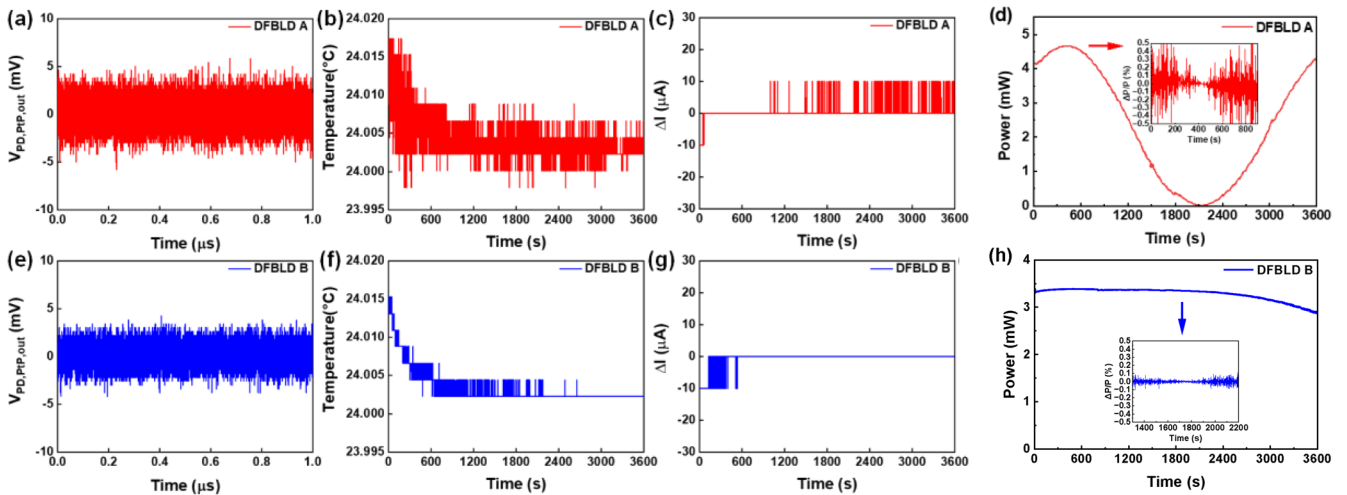 (a)
DFBLD A
V_PD,PtP,out (mV)
10
5
0
-5
-10
0.0 0.2 0.4 0.6 0.8 1.0
Time (μs)
(b)
DFBLD A
Temperature(°C)
24.020
24.015
24.010
24.005
24.000
23.995
0 600 1200 1800 2400 3000 3600
Time (s)
(c)
DFBLD A
ΔI (μA)
30
20
10
0
-10
-20
-30
0 600 1200 1800 2400 3000 3600
Time (s)
(d)
DFBLD A
Power (mW)
5
4
3
2
1
0
0 600 1200 1800 2400 3000 3600
Time (s)
ΔP/P (%)
0.5
0.4
0.3
0.2
0.1
0.0
-0.1
-0.2
-0.3
-0.4
-0.5
0 200 400 600 800
Time (s)
(e)
DFBLD B
V_PD,PtP,out (mV)
10
5
0
-5
-10
0.0 0.2 0.4 0.6 0.8 1.0
Time (μs)
(f)
DFBLD B
Temperature(°C)
24.020
24.015
24.010
24.005
24.000
23.995
0 600 1200 1800 2400 3000 3600
Time (s)
(g)
DFBLD B
ΔI (μA)
30
20
10
0
-10
-20
-30
0 600 1200 1800 2400 3000 3600
Time (s)
(h)
DFBLD B
Power (mW)
4
3
2
1
0
0 600 1200 1800 2400 3000 3600
Time (s)
ΔP/P (%)
0.5
0.4
0.3
0.2
0.1
0.0
-0.1
-0.2
-0.3
-0.4
-0.5
1400 1600 1800 2000 2200
Time (s)